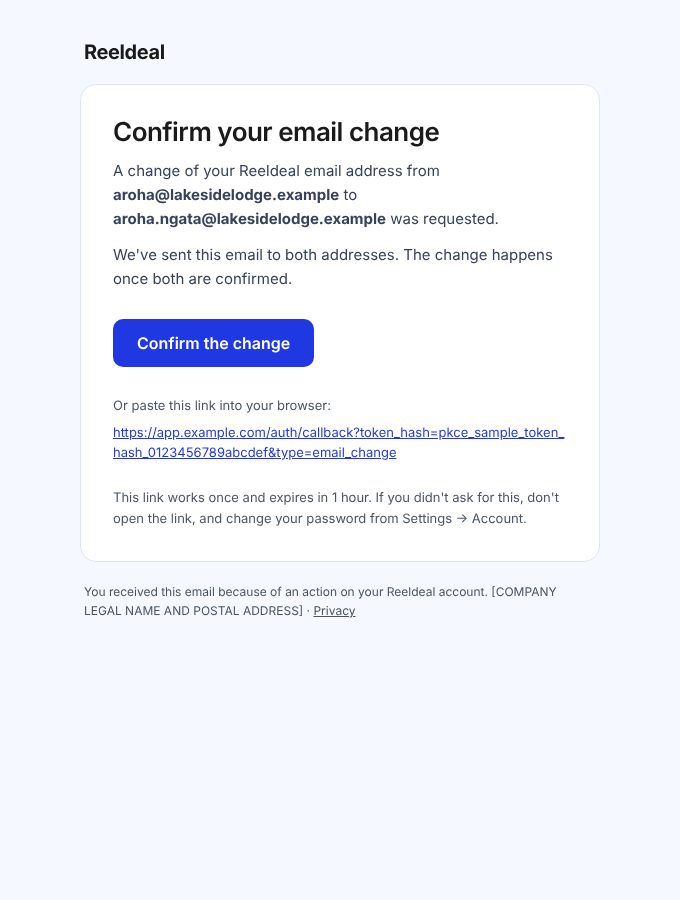 Reeldeal
Confirm your email change
A change of your Reeldeal email address from
aroha@lakesidelodge.example to
aroha.ngata@lakesidelodge.example was requested.
We've sent this email to both addresses. The change happens
once both are confirmed.
Confirm the change
Or paste this link into your browser:
https://app.example.com/auth/callback?token_hash=pkce_sample_token_
hash_0123456789abcdef&type=email_change
This link works once and expires in 1 hour. If you didn't ask for this, don't
open the link, and change your password from Settings → Account.
You received this email because of an action on your Reeldeal account. [COMPANY
LEGAL NAME AND POSTAL ADDRESS] · Privacy